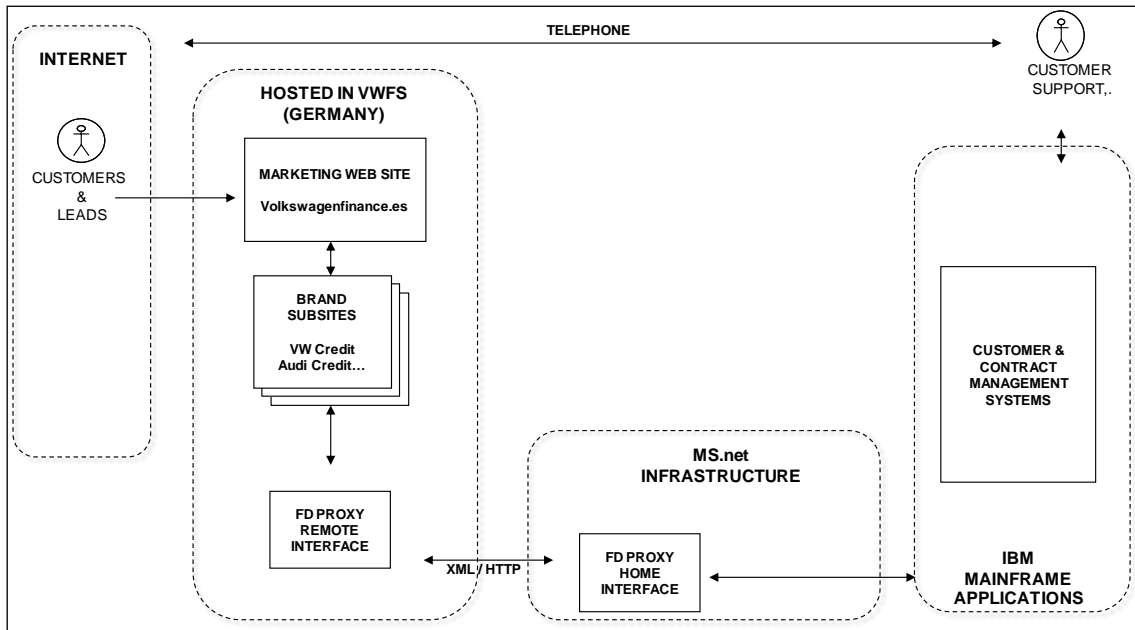 TELEPHONE
INTERNET
CUSTOMERS
&
LEADS
HOSTED IN VWFS
(GERMANY)
MARKETING WEB SITE
Volkswagenfinance.es
BRAND
SUBSITES
VW Credit
Audi Credit…
FD PROXY
REMOTE
INTERFACE
XML / HTTP
MS.net
INFRASTRUCTURE
FD PROXY
HOME
INTERFACE
CUSTOMER
SUPPORT,.
CUSTOMER &
CONTRACT
MANAGEMENT
SYSTEMS
IBM
MAINFRAME
APPLICATIONS